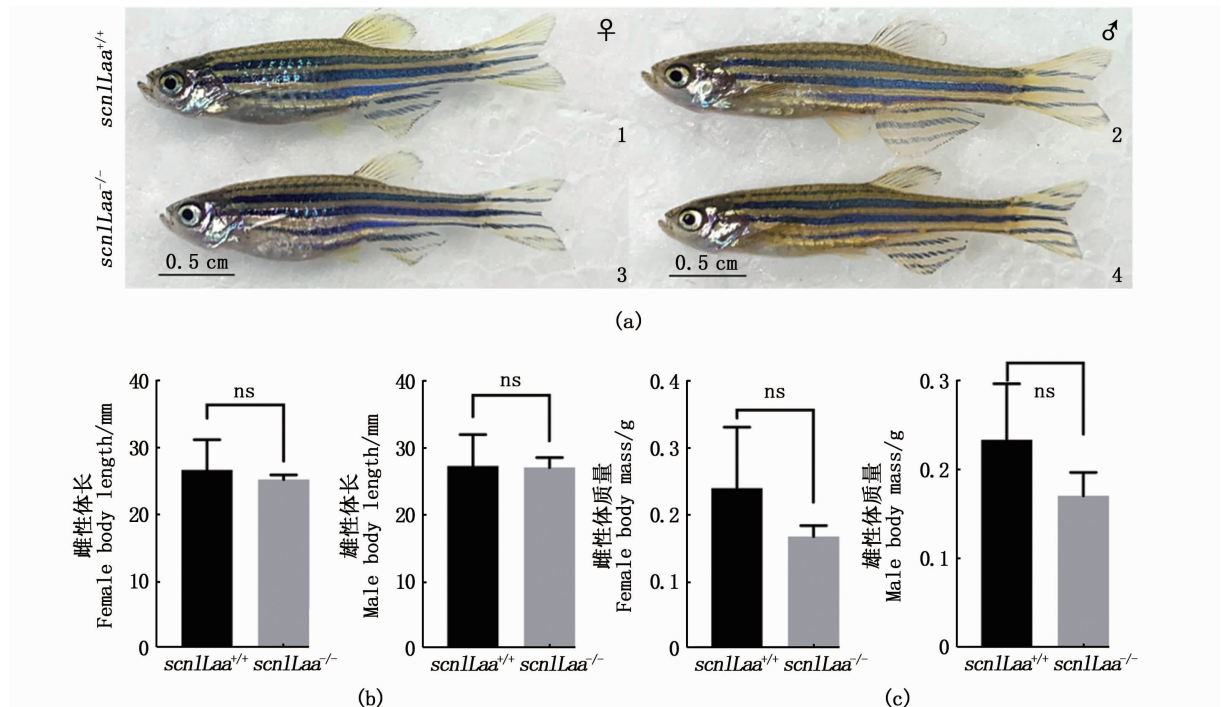 scn1Laa+/+
♀
1
♂
2
scn1Laa-/-
0.5 cm
3
0.5 cm
4
(a)
雌性体长
Female body length/mm
40
30
20
10
0
ns
scn1Laa+/+ scn1Laa-/-
雄性体长
Male body length/mm
40
30
20
10
0
ns
scn1Laa+/+ scn1Laa-/-
(b)
雌性体质量
Female body mass/g
0.4
0.3
0.2
0.1
0
ns
scn1Laa+/+ scn1Laa-/-
雄性体质量
Male body mass/g
0.3
0.2
0.1
0
ns
scn1Laa+/+ scn1Laa-/-
(c)